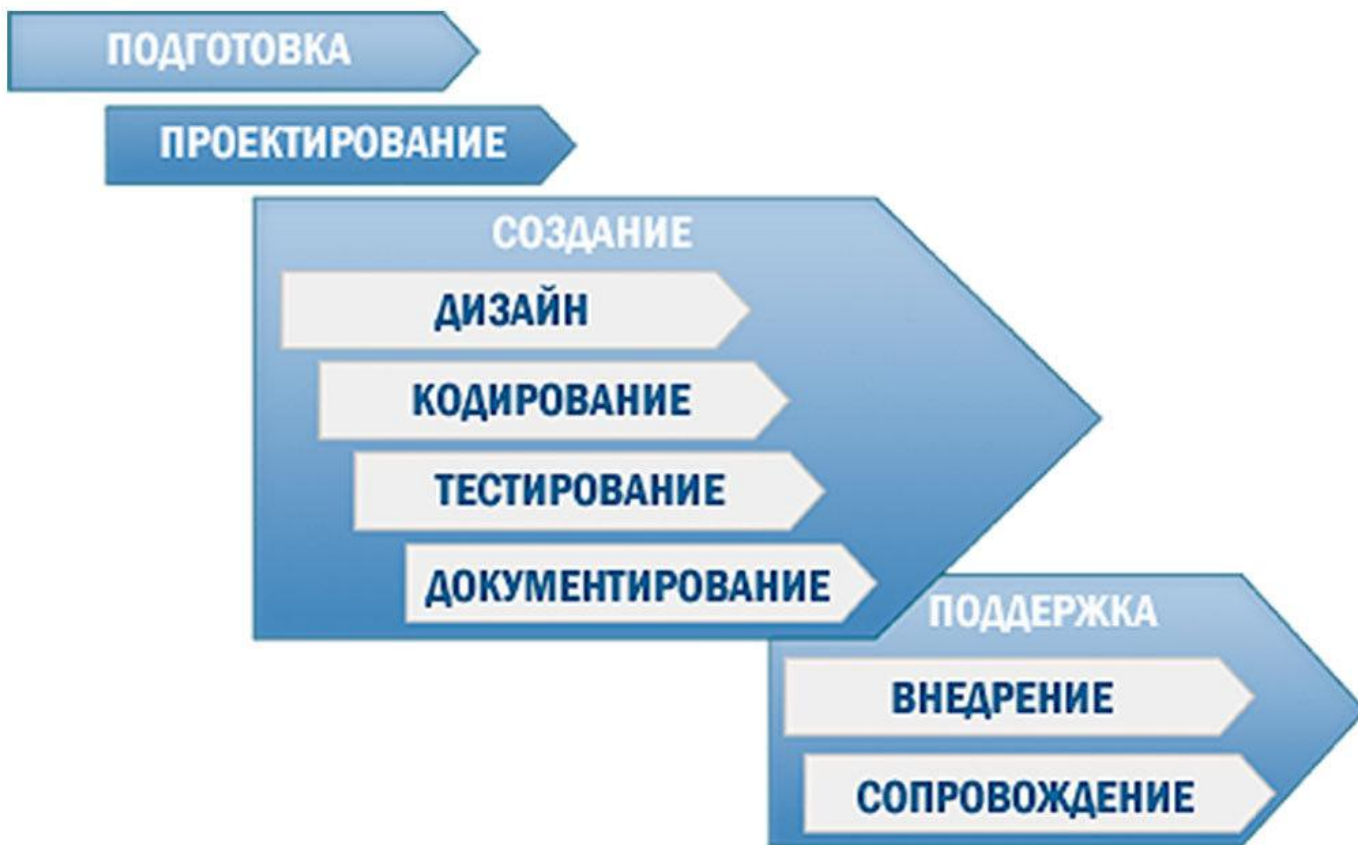 ПОДГОТОВКА
ПРОЕКТИРОВАНИЕ
СОЗДАНИЕ
ДИЗАЙН
КОДИРОВАНИЕ
ТЕСТИРОВАНИЕ
ДОКУМЕНТИРОВАНИЕ
ПОДДЕРЖКА
ВНЕДРЕНИЕ
СОПРОВОЖДЕНИЕ